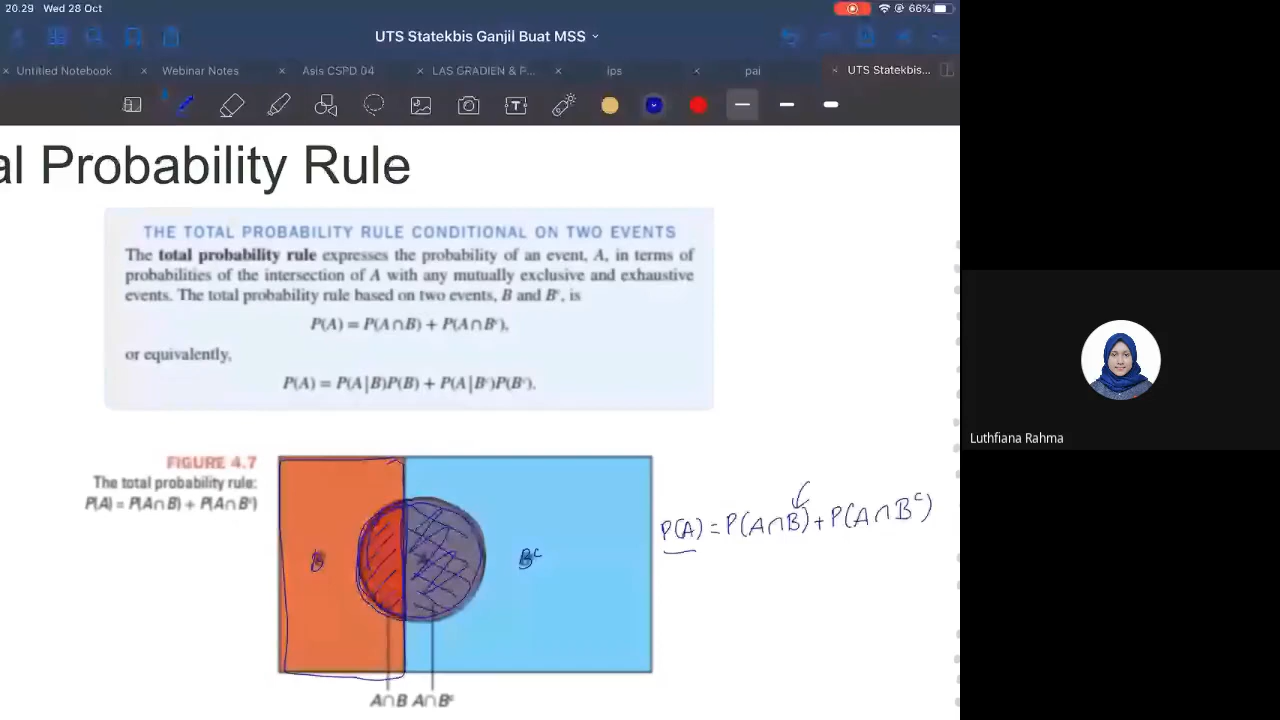 20.29 Wed 28 Oct
66%
UTS Statekbis Ganjil Buat MSS
Untitled Notebook
Webinar Notes
Asis CSPD 04
LAS GRADIEN & P...
ips
pai
UTS Statekbis...
al Probability Rule
THE TOTAL PROBABILITY RULE CONDITIONAL ON TWO EVENTS
The total probability rule expresses the probability of an event, A, in terms of
probabilities of the intersection of A with any mutually exclusive and exhaustive
events. The total probability rule based on two events, B and Bᶜ, is
P(A) = P(A∩B) + P(A∩Bᶜ),
or equivalently,
P(A) = P(A|B)P(B) + P(A|Bᶜ)P(Bᶜ).
FIGURE 4.7
The total probability rule:
P(A) = P(A∩B) + P(A∩Bᶜ)
B
Bᶜ
P(A) = P(A∩B) + P(A∩Bᶜ)
A∩B A∩Bᶜ
Luthfiana Rahma